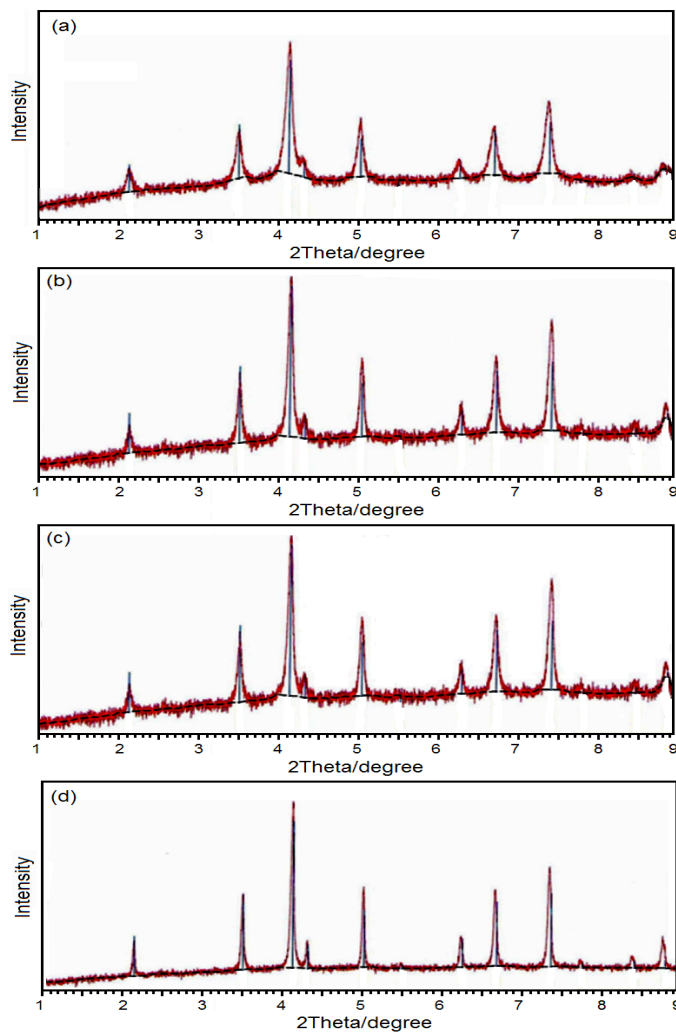 (a)
Intensity
1 2 3 4 5 6 7 8 9
2Theta/degree
(b)
Intensity
1 2 3 4 5 6 7 8 9
2Theta/degree
(c)
Intensity
1 2 3 4 5 6 7 8 9
2Theta/degree
(d)
Intensity
1 2 3 4 5 6 7 8 9
2Theta/degree